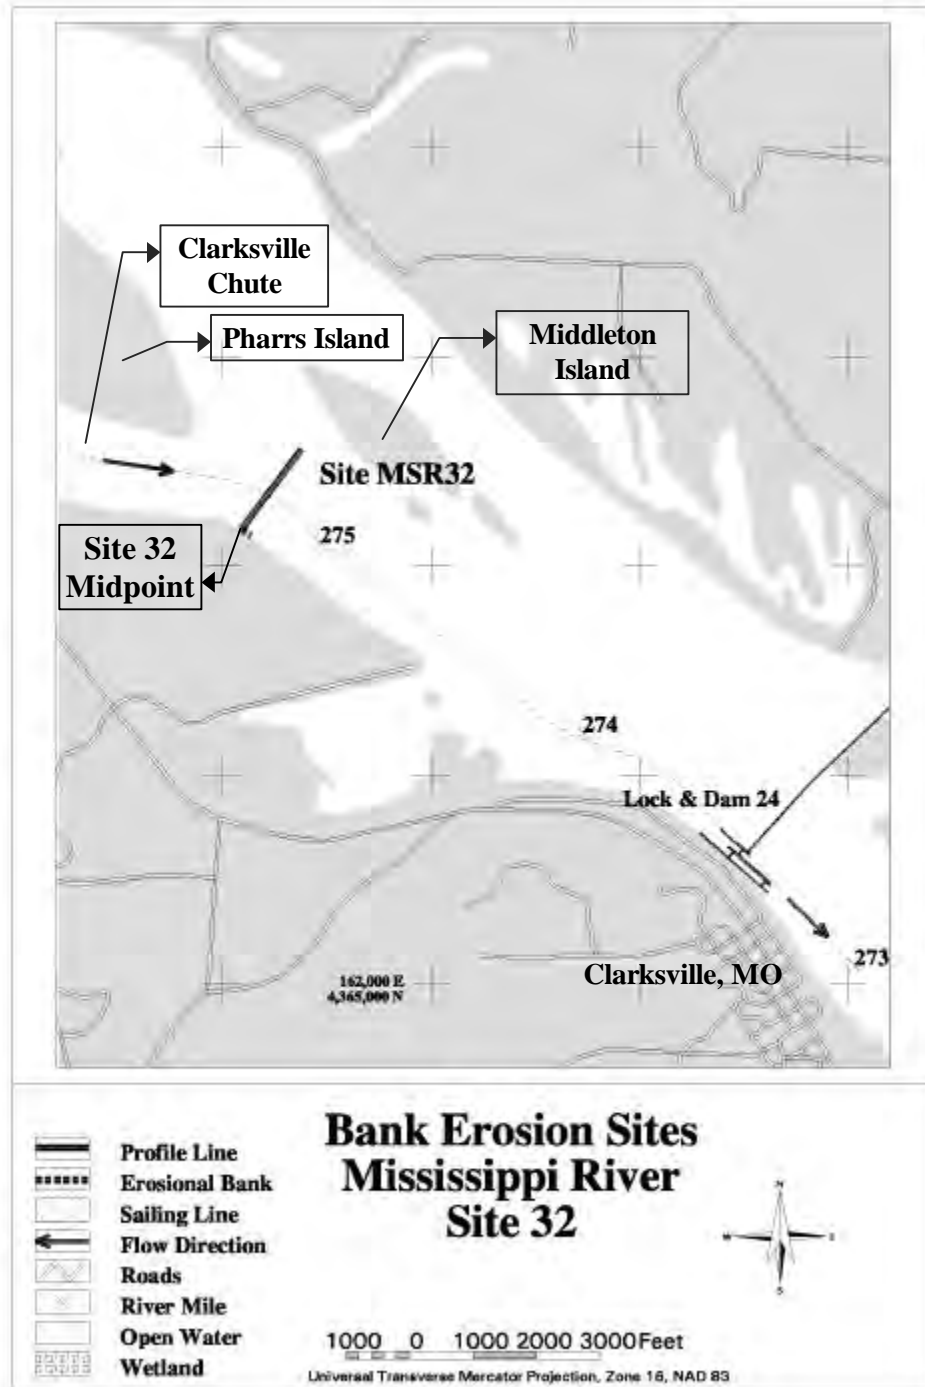 Clarksville
Chute
Pharrs Island
Middleton
Island
Site MSR32
275
Site 32
Midpoint
274
Lock & Dam 24
273
Clarksville, MO
162,000 E
4,365,000 N
Bank Erosion Sites
Mississippi River
Site 32
Profile Line
Erosional Bank
Sailing Line
Flow Direction
Roads
River Mile
Open Water
Wetland
N
S
1000 0 1000 2000 3000 Feet
Universal Transverse Mercator Projection, Zone 16, NAD 83